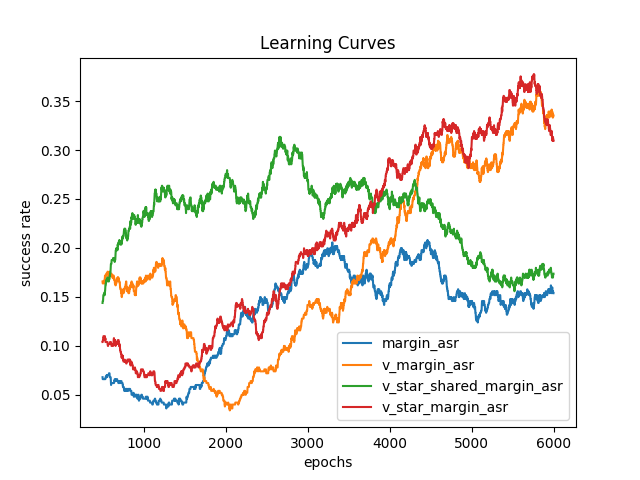 Learning Curves
success rate
0.35
0.30
0.25
0.20
0.15
0.10
0.05
margin_asr
v_margin_asr
v_star_shared_margin_asr
v_star_margin_asr
1000 2000 3000 4000 5000 6000
epochs